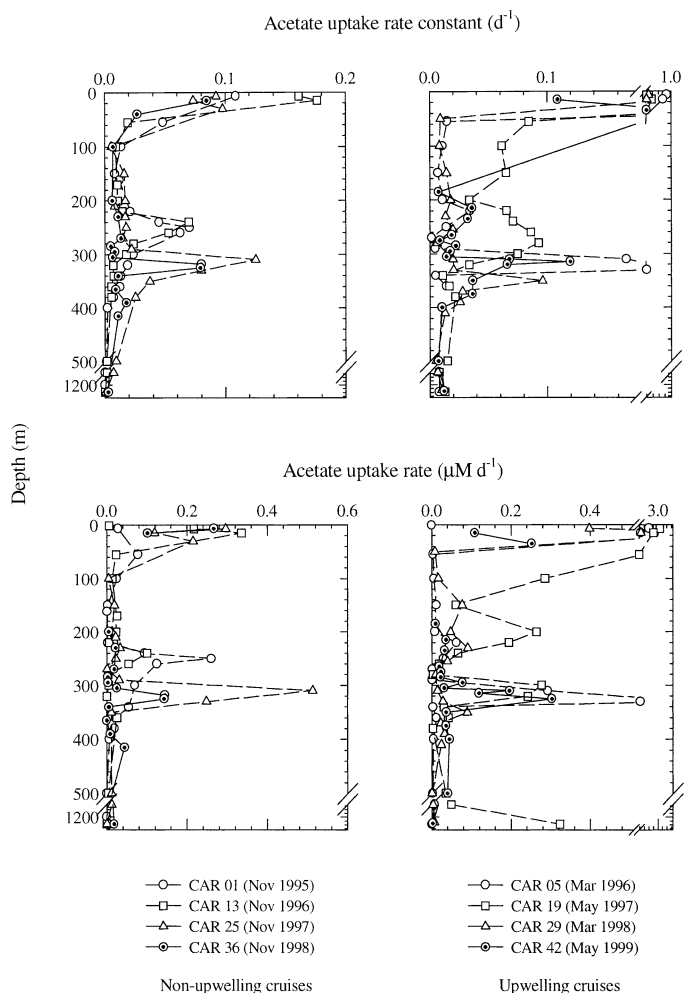 Acetate uptake rate constant (d-1)
0.0 0.1 0.2 0.0 0.1 1.0
0
100
200
300
400
500
1200
Depth (m)
Acetate uptake rate (μM d-1)
0.0 0.2 0.4 0.6 0.0 0.2 0.4 3.0
0
100
200
300
400
500
1200
CAR 01 (Nov 1995) CAR 05 (Mar 1996)
CAR 13 (Nov 1996) CAR 19 (May 1997)
CAR 25 (Nov 1997) CAR 29 (Mar 1998)
CAR 36 (Nov 1998) CAR 42 (May 1999)
Non-upwelling cruises Upwelling cruises